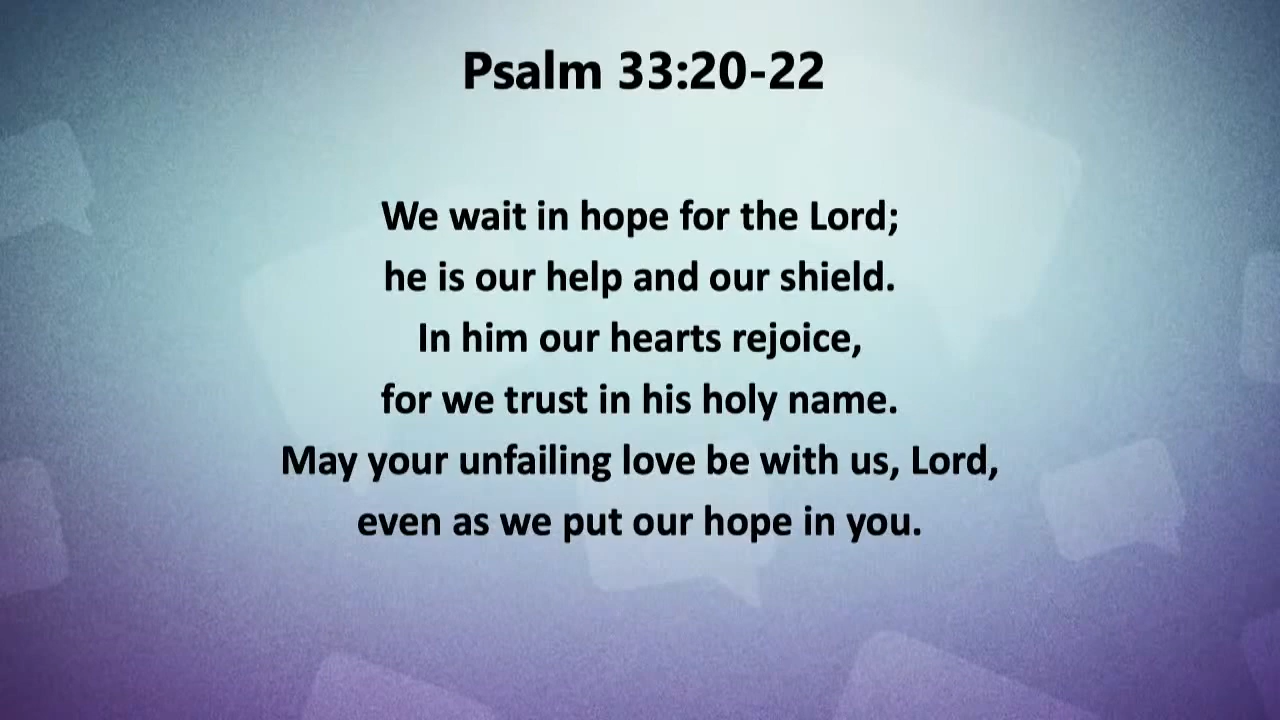 Psalm 33:20-22
We wait in hope for the Lord;
he is our help and our shield.
In him our hearts rejoice,
for we trust in his holy name.
May your unfailing love be with us, Lord,
even as we put our hope in you.